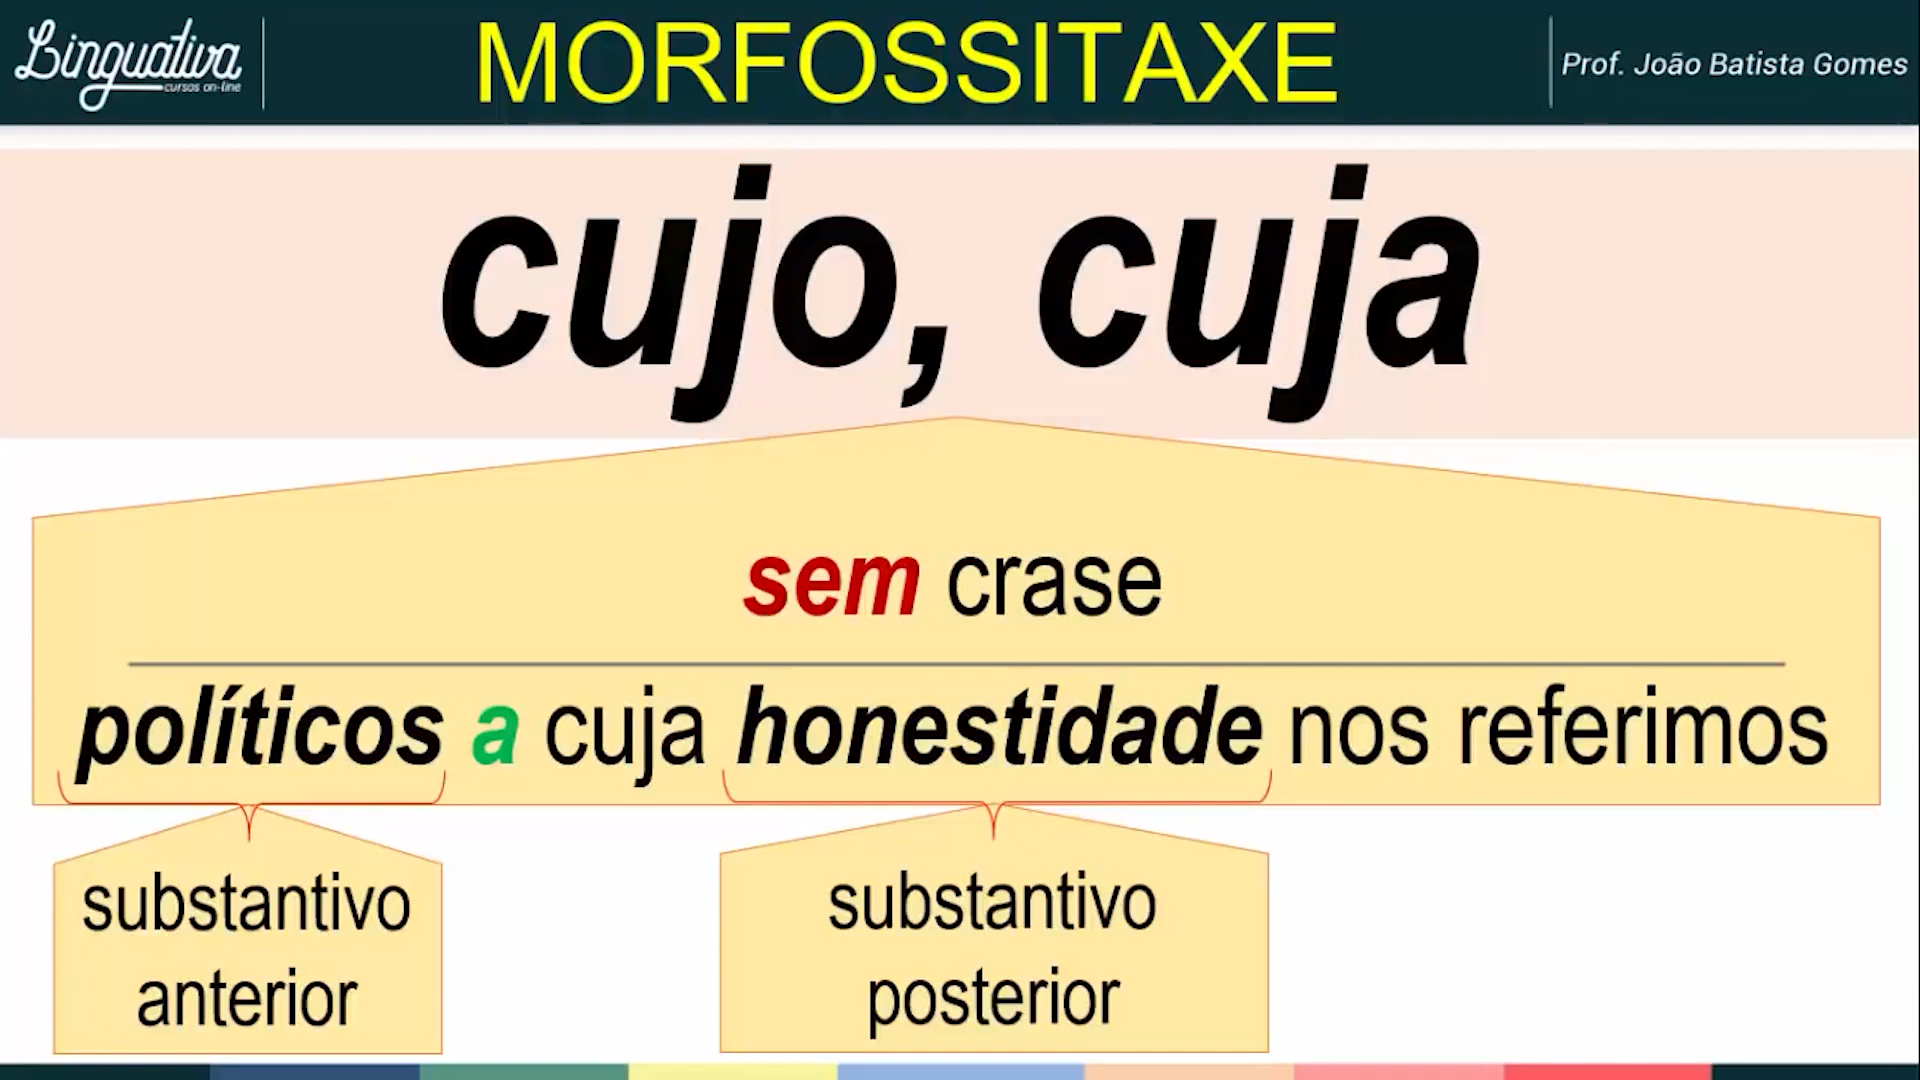 Linguativa
cursos on-line
MORFOSSITAXE
Prof. João Batista Gomes
cujo, cuja
sem crase
políticos a cuja honestidade nos referimos
substantivo
anterior
substantivo
posterior